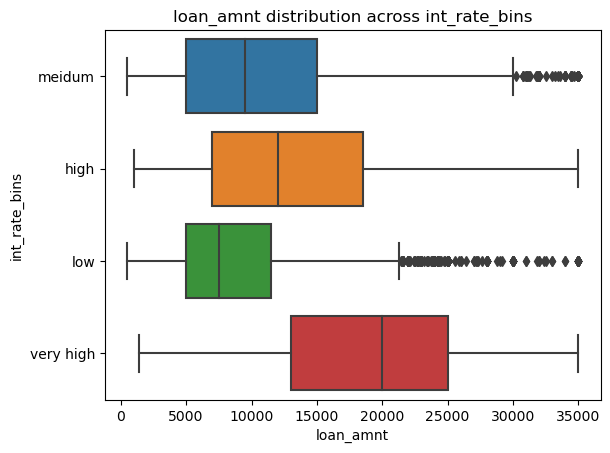 loan_amnt distribution across int_rate_bins
meidum
high
low
very high
int_rate_bins
0 5000 10000 15000 20000 25000 30000 35000
loan_amnt